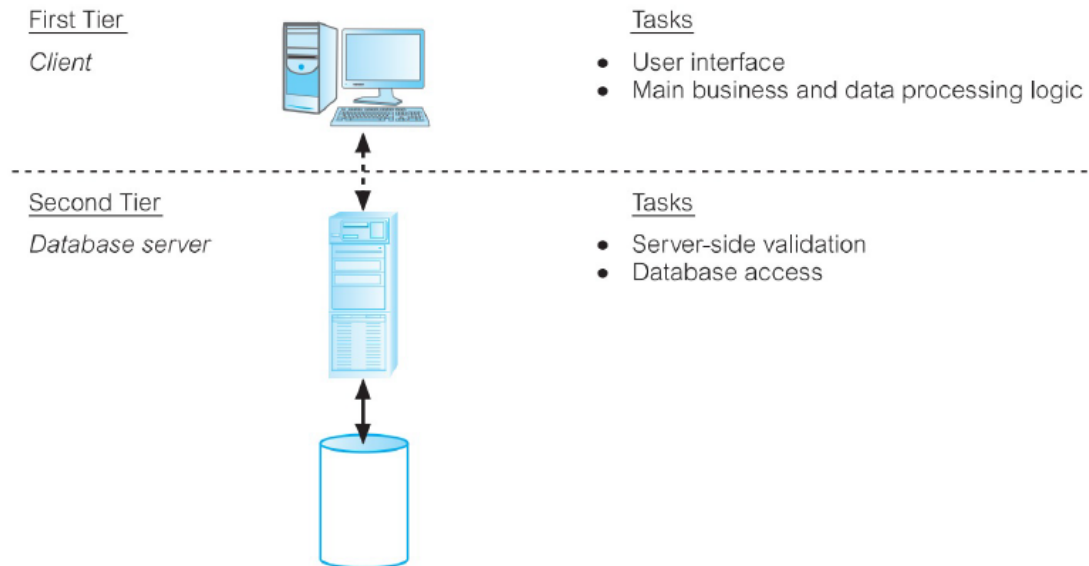 First Tier
Client
Tasks
● User interface
● Main business and data processing logic
Second Tier
Database server
Tasks
● Server-side validation
● Database access